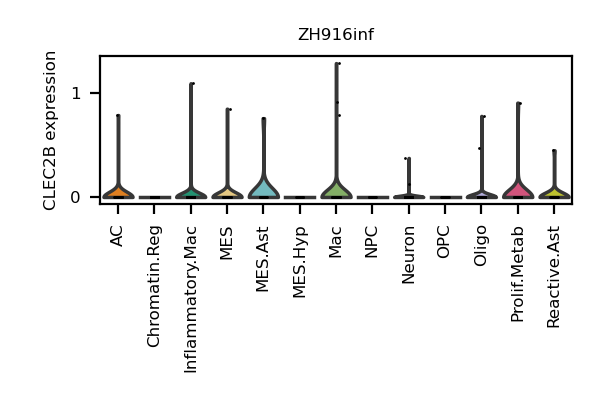 ZH916inf
CLEC2B expression
1
0
AC
Chromatin.Reg
Inflammatory.Mac
MES
MES.Ast
MES.Hyp
Mac
NPC
Neuron
OPC
Oligo
Prolif.Metab
Reactive.Ast